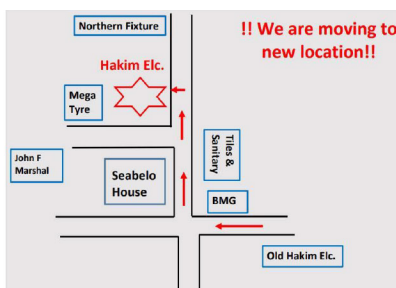 Northern Fixture
!! We are moving to
new location!!
Hakim Elc.
Mega
Tyre
Tiles &
Sanitary
John F
Marshal
Seabelo
House
BMG
Old Hakim Elc.